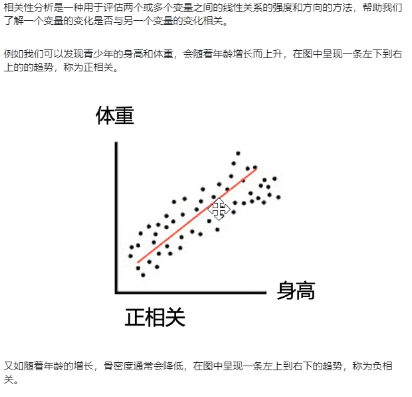 相关性分析是一种用于评估两个或多个变量之间的线性关系的强度和方向的方法，帮助我们
了解一个变量的变化是否与另一个变量的变化相关。
例如我们可以发现青少年的身高和体重，会随着年龄增长而上升，在图中呈现一条左下到右
上的的趋势，称为正相关。
体重
身高
正相关
又如随着年龄的增长，骨密度通常会降低，在图中呈现一条左上到右下的趋势，称为负相
关。